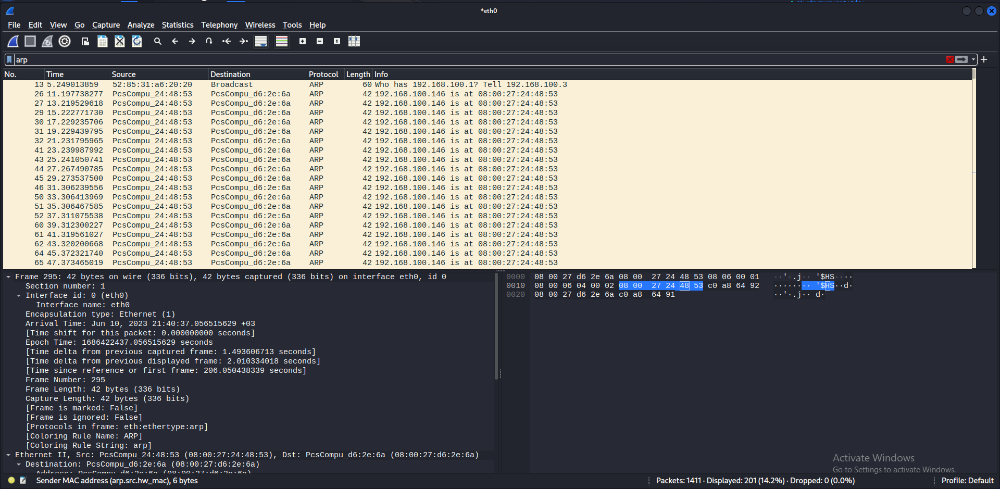 *eth0
File Edit View Go Capture Analyze Statistics Telephony Wireless Tools Help
arp
No. Time Source Destination Protocol Length Info
13 5.249013859 52:85:31:a6:20:20 Broadcast ARP 60 Who has 192.168.100.1? Tell 192.168.100.3
26 11.197738277 PcsCompu_24:48:53 PcsCompu_d6:2e:6a ARP 42 192.168.100.146 is at 08:00:27:24:48:53
27 13.219529618 PcsCompu_24:48:53 PcsCompu_d6:2e:6a ARP 42 192.168.100.146 is at 08:00:27:24:48:53
29 15.222771730 PcsCompu_24:48:53 PcsCompu_d6:2e:6a ARP 42 192.168.100.146 is at 08:00:27:24:48:53
30 17.229235706 PcsCompu_24:48:53 PcsCompu_d6:2e:6a ARP 42 192.168.100.146 is at 08:00:27:24:48:53
31 19.229439795 PcsCompu_24:48:53 PcsCompu_d6:2e:6a ARP 42 192.168.100.146 is at 08:00:27:24:48:53
32 21.231795965 PcsCompu_24:48:53 PcsCompu_d6:2e:6a ARP 42 192.168.100.146 is at 08:00:27:24:48:53
41 23.239987992 PcsCompu_24:48:53 PcsCompu_d6:2e:6a ARP 42 192.168.100.146 is at 08:00:27:24:48:53
43 25.241050741 PcsCompu_24:48:53 PcsCompu_d6:2e:6a ARP 42 192.168.100.146 is at 08:00:27:24:48:53
44 27.267490785 PcsCompu_24:48:53 PcsCompu_d6:2e:6a ARP 42 192.168.100.146 is at 08:00:27:24:48:53
45 29.273537500 PcsCompu_24:48:53 PcsCompu_d6:2e:6a ARP 42 192.168.100.146 is at 08:00:27:24:48:53
46 31.306239556 PcsCompu_24:48:53 PcsCompu_d6:2e:6a ARP 42 192.168.100.146 is at 08:00:27:24:48:53
50 33.306413969 PcsCompu_24:48:53 PcsCompu_d6:2e:6a ARP 42 192.168.100.146 is at 08:00:27:24:48:53
51 35.306467585 PcsCompu_24:48:53 PcsCompu_d6:2e:6a ARP 42 192.168.100.146 is at 08:00:27:24:48:53
52 37.311075538 PcsCompu_24:48:53 PcsCompu_d6:2e:6a ARP 42 192.168.100.146 is at 08:00:27:24:48:53
60 39.312300227 PcsCompu_24:48:53 PcsCompu_d6:2e:6a ARP 42 192.168.100.146 is at 08:00:27:24:48:53
61 41.319561027 PcsCompu_24:48:53 PcsCompu_d6:2e:6a ARP 42 192.168.100.146 is at 08:00:27:24:48:53
62 43.320200668 PcsCompu_24:48:53 PcsCompu_d6:2e:6a ARP 42 192.168.100.146 is at 08:00:27:24:48:53
64 45.372321740 PcsCompu_24:48:53 PcsCompu_d6:2e:6a ARP 42 192.168.100.146 is at 08:00:27:24:48:53
65 47.373465019 PcsCompu_24:48:53 PcsCompu_d6:2e:6a ARP 42 192.168.100.146 is at 08:00:27:24:48:53
Frame 295: 42 bytes on wire (336 bits), 42 bytes captured (336 bits) on interface eth0, id 0
Section number: 1
Interface id: 0 (eth0)
Interface name: eth0
Encapsulation type: Ethernet (1)
Arrival Time: Jun 10, 2023 21:40:37.056515629 +03
[Time shift for this packet: 0.000000000 seconds]
Epoch Time: 1686422437.056515629 seconds
[Time delta from previous captured frame: 1.493606713 seconds]
[Time delta from previous displayed frame: 2.010334018 seconds]
[Time since reference or first frame: 206.050438339 seconds]
Frame Number: 295
Frame Length: 42 bytes (336 bits)
Capture Length: 42 bytes (336 bits)
[Frame is marked: False]
[Frame is ignored: False]
[Protocols in frame: eth:ethertype:arp]
[Coloring Rule Name: ARP]
[Coloring Rule String: arp]
Ethernet II, Src: PcsCompu_24:48:53 (08:00:27:24:48:53), Dst: PcsCompu_d6:2e:6a (08:00:27:d6:2e:6a)
Destination: PcsCompu_d6:2e:6a (08:00:27:d6:2e:6a)
Address: PcsCompu_d6:2e:6a (08:00:27:d6:2e:6a)
0000 08 00 27 d6 2e 6a 08 00 27 24 48 53 08 06 00 01 ··'·.j·· '$HS····
0010 08 00 06 04 00 02 08 00 27 24 48 53 c0 a8 64 92 ········ '$HS··d·
0020 08 00 27 d6 2e 6a c0 a8 64 91 ··'·.j·· d·
Activate Windows
Go to Settings to activate Windows.
Sender MAC address (arp.src.hw_mac), 6 bytes
Packets: 1411 · Displayed: 201 (14.2%) · Dropped: 0 (0.0%)
Profile: Default